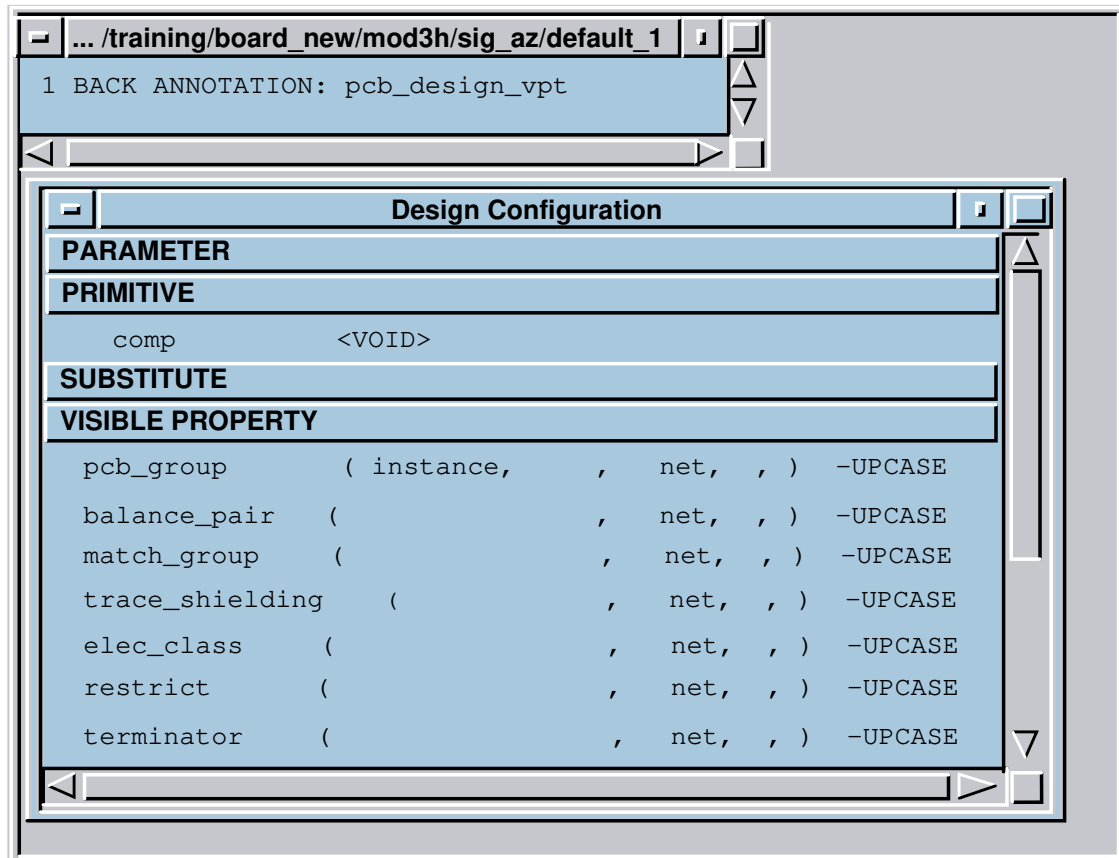 ... /training/board_new/mod3h/sig_az/default_1
1 BACK ANNOTATION: pcb_design_vpt
Design Configuration
PARAMETER
PRIMITIVE
comp <VOID>
SUBSTITUTE
VISIBLE PROPERTY
pcb_group ( instance, , net, , ) -UPCASE
balance_pair ( , net, , ) -UPCASE
match_group ( , net, , ) -UPCASE
trace_shielding ( , net, , ) -UPCASE
elec_class ( , net, , ) -UPCASE
restrict ( , net, , ) -UPCASE
terminator ( , net, , ) -UPCASE